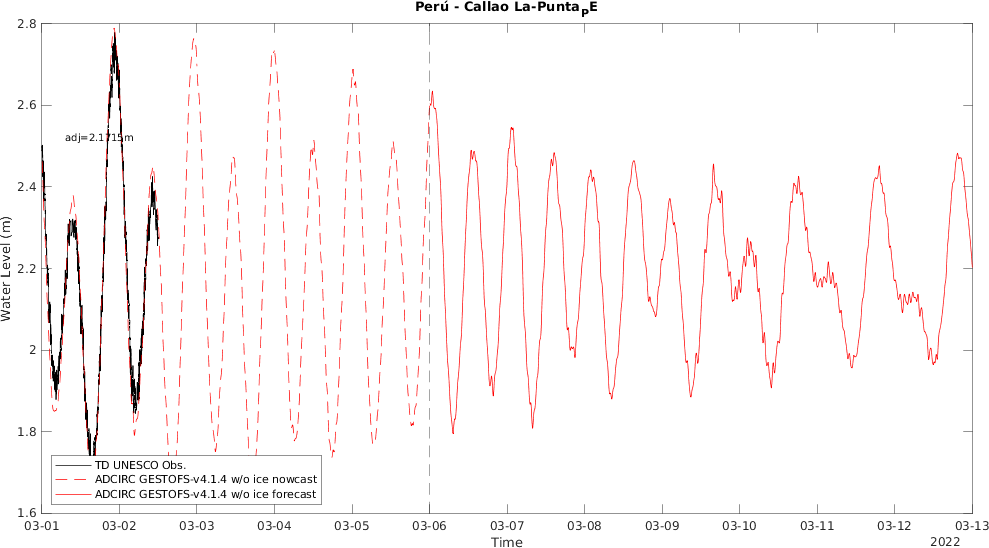 Perú - Callao La-Punta_PE
2.8
2.6
2.4
2.2
2
1.8
1.6
Water Level (m)
adj=2.1715m
TD UNESCO Obs.
ADCIRC GESTOFS-v4.1.4 w/o ice nowcast
ADCIRC GESTOFS-v4.1.4 w/o ice forecast
03-01 03-02 03-03 03-04 03-05 03-06 03-07 03-08 03-09 03-10 03-11 03-12 03-13
Time
2022